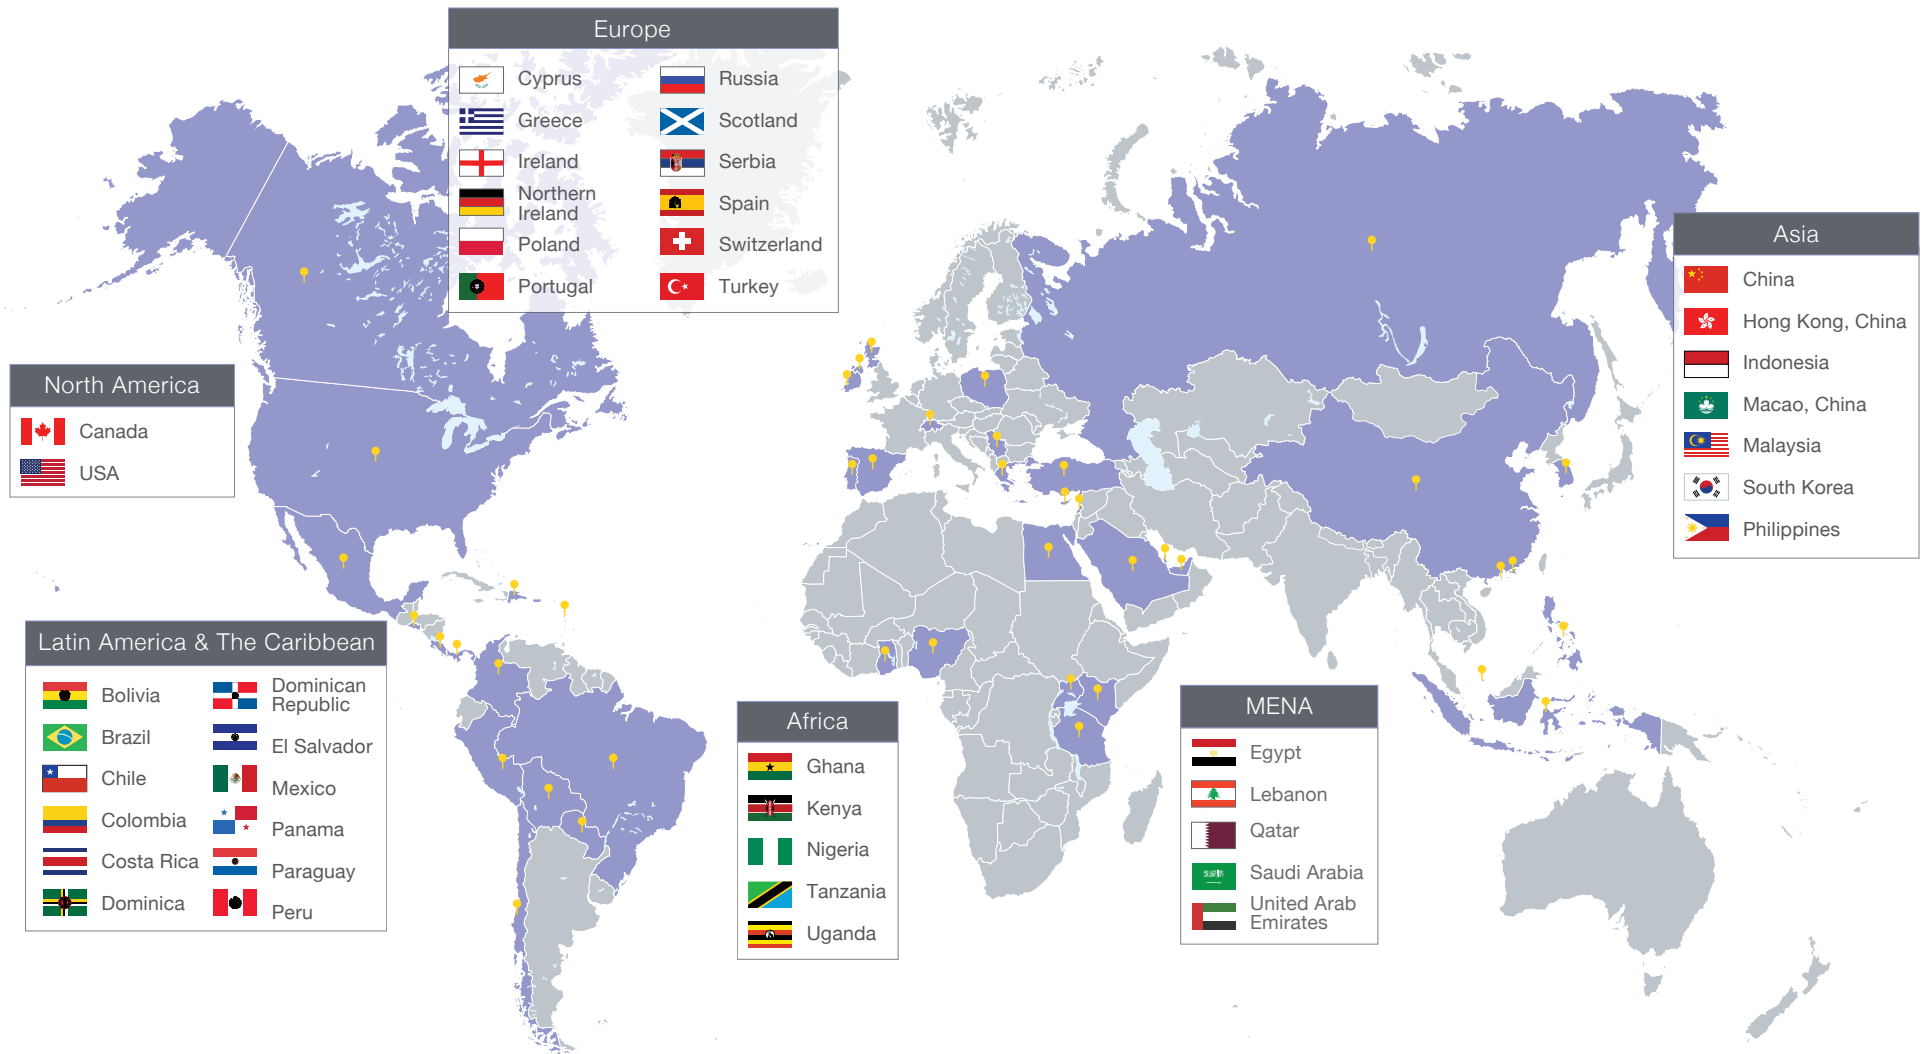 Europe
Cyprus
Greece
Ireland
Northern
Ireland
Poland
Portugal
Russia
Scotland
Serbia
Spain
Switzerland
Turkey
North America
Canada
USA
Asia
China
Hong Kong, China
Indonesia
Macao, China
Malaysia
South Korea
Philippines
Latin America & The Caribbean
Bolivia
Brazil
Chile
Colombia
Costa Rica
Dominica
Dominican
Republic
El Salvador
Mexico
Panama
Paraguay
Peru
Africa
Ghana
Kenya
Nigeria
Tanzania
Uganda
MENA
Egypt
Lebanon
Qatar
Saudi Arabia
United Arab
Emirates